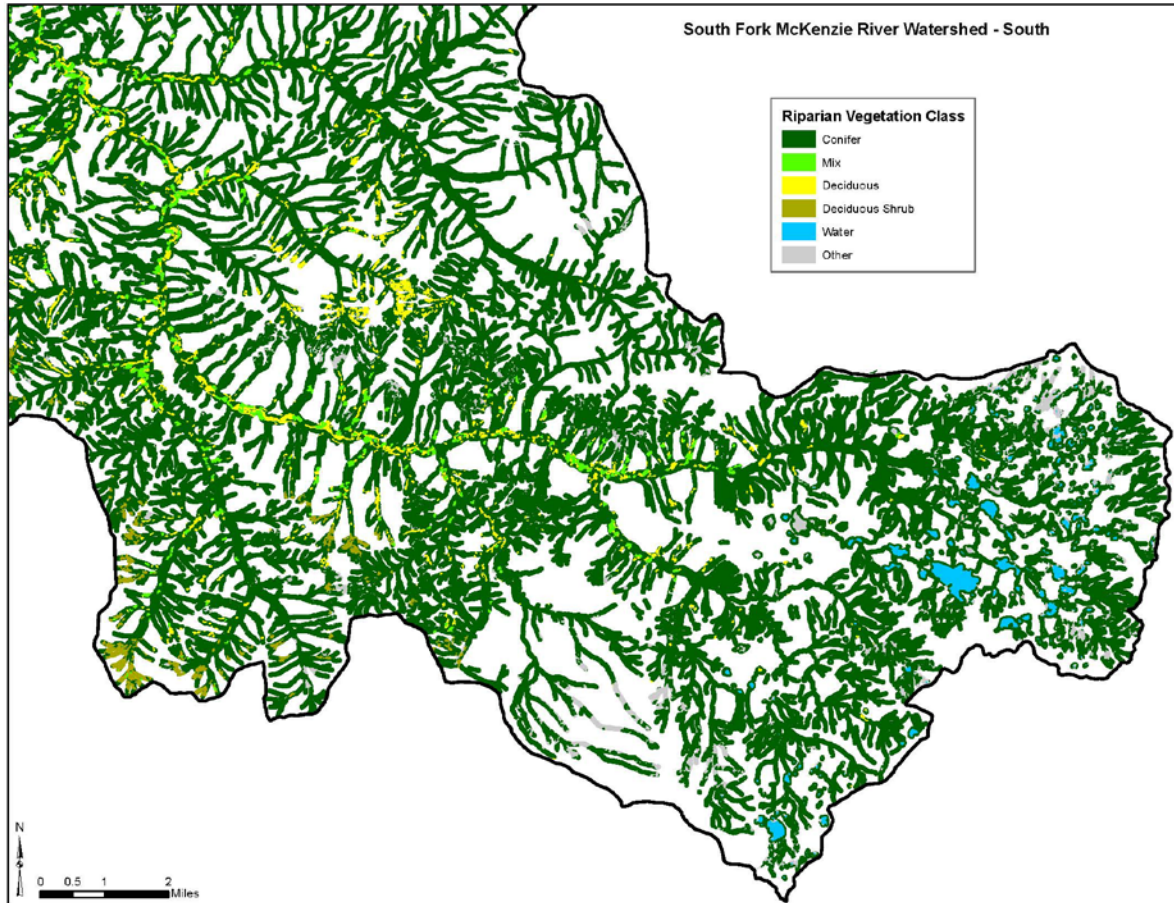 South Fork McKenzie River Watershed - South
Riparian Vegetation Class
Conifer
Mix
Deciduous
Deciduous Shrub
Water
Other
N
0 0.5 1 2
Miles